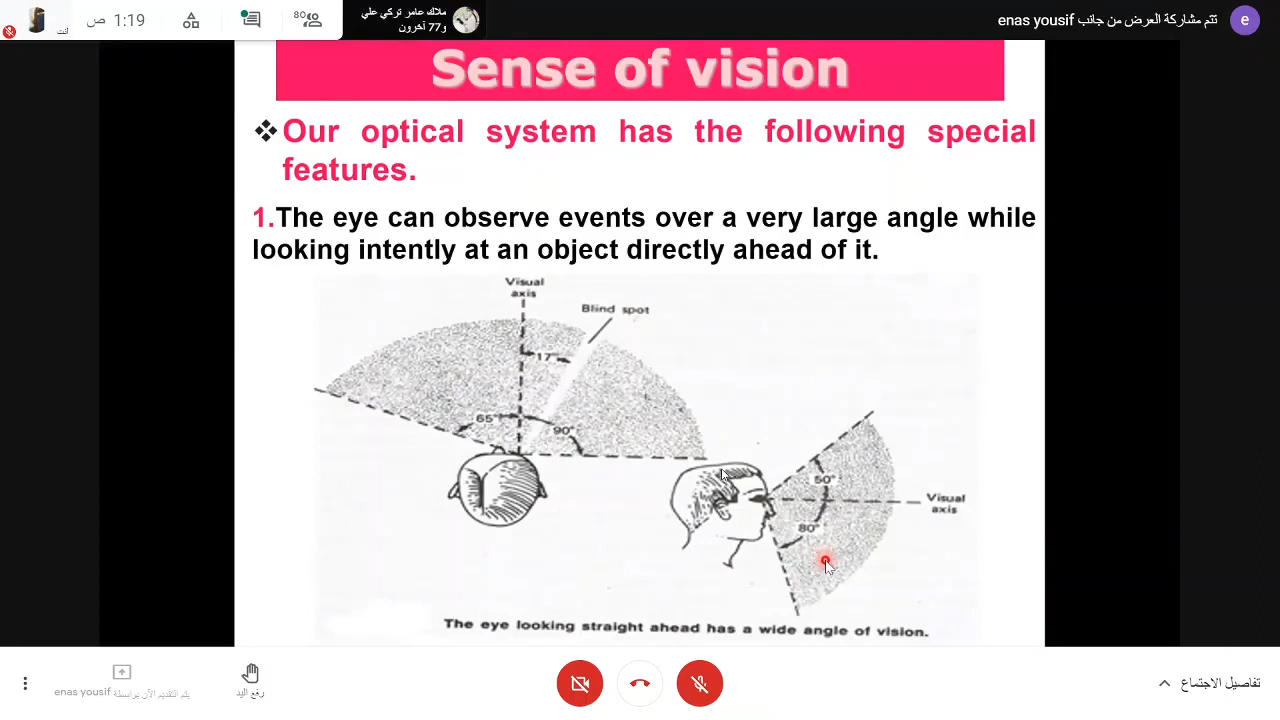 تتم مشاركة العرض من جانب enas yousif
e
ملاك عامر تركي علي
و77 آخرون
80
1:19 ص
أنت
Sense of vision
❖Our optical system has the following special
features.
1.The eye can observe events over a very large angle while
looking intently at an object directly ahead of it.
Visual
axis
Blind spot
17°
65°
90°
50°
Visual
axis
80°
The eye looking straight ahead has a wide angle of vision.
تفاصيل الاجتماع
رفع اليد
يتم التقديم الآن بواسطة enas yousif